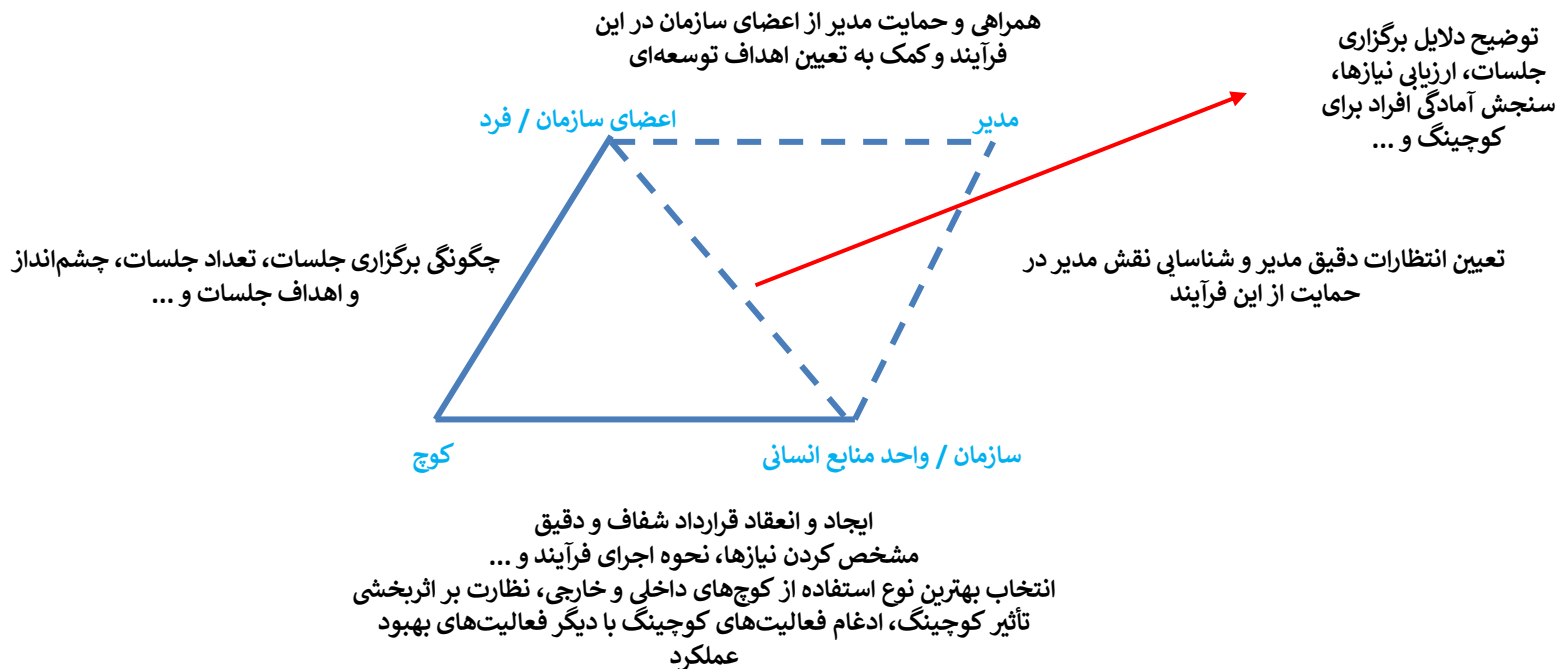 همراهی و حمایت مدیر از اعضای سازمان در این
فرآیند و کمک به تعیین اهداف توسعه‌ای
توضیح دلایل برگزاری
جلسات، ارزیابی نیازها،
سنجش آمادگی افراد برای
کوچینگ و ...
مدیر
اعضای سازمان / فرد
تعیین انتظارات دقیق مدیر و شناسایی نقش مدیر در
حمایت از این فرآیند
چگونگی برگزاری جلسات، تعداد جلسات، چشم‌انداز
و اهداف جلسات و ...
سازمان / واحد منابع انسانی
کوچ
ایجاد و انعقاد قرارداد شفاف و دقیق
مشخص کردن نیازها، نحوه اجرای فرآیند و ...
انتخاب بهترین نوع استفاده از کوچ‌های داخلی و خارجی، نظارت بر اثربخشی
تأثیر کوچینگ، ادغام فعالیت‌های کوچینگ با دیگر فعالیت‌های بهبود
عملکرد